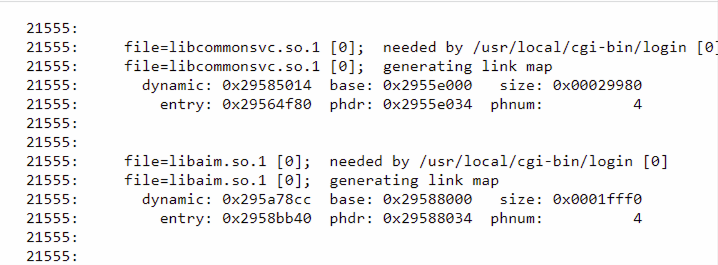 21555:
21555:     file=libcommonsvc.so.1 [0];  needed by /usr/local/cgi-bin/login [0]
21555:     file=libcommonsvc.so.1 [0];  generating link map
21555:       dynamic: 0x29585014  base: 0x2955e000   size: 0x00029980
21555:         entry: 0x29564f80  phdr: 0x2955e034  phnum:          4
21555:
21555:
21555:     file=libaim.so.1 [0];  needed by /usr/local/cgi-bin/login [0]
21555:     file=libaim.so.1 [0];  generating link map
21555:       dynamic: 0x295a78cc  base: 0x29588000   size: 0x0001fff0
21555:         entry: 0x2958bb40  phdr: 0x29588034  phnum:          4
21555:
21555: